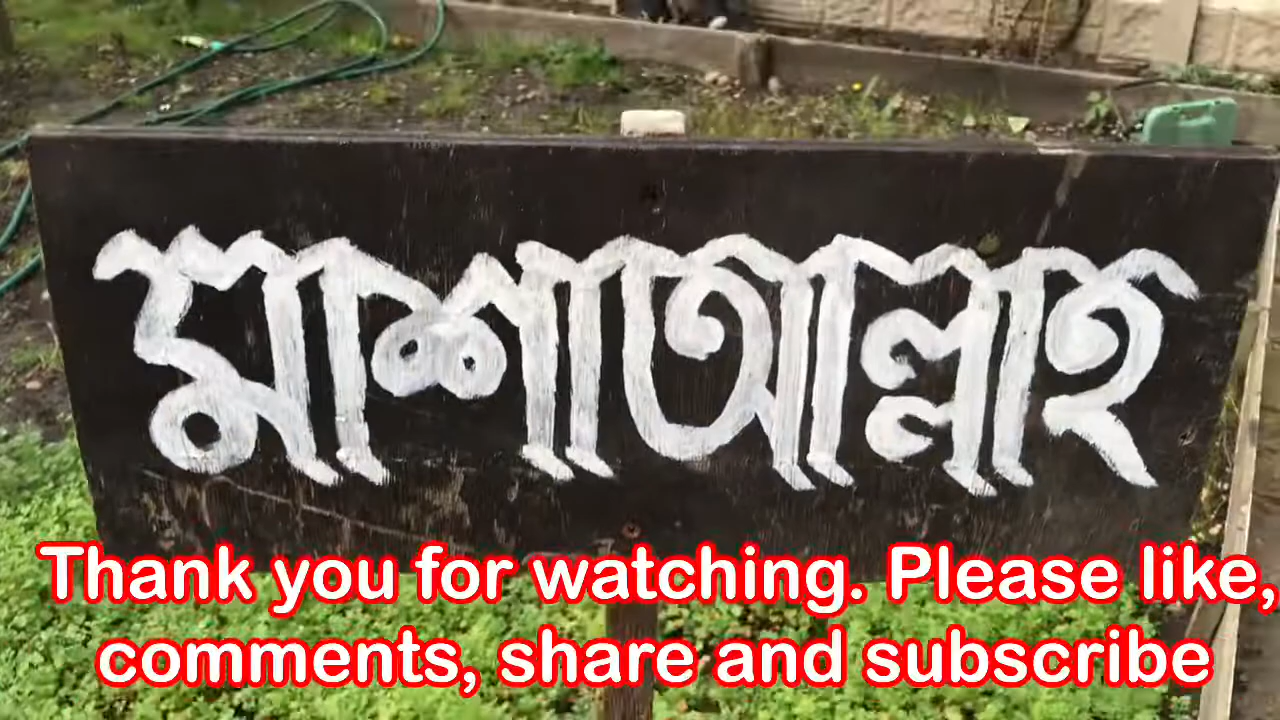 মাশাআল্লাহ
Thank you for watching. Please like,
comments, share and subscribe